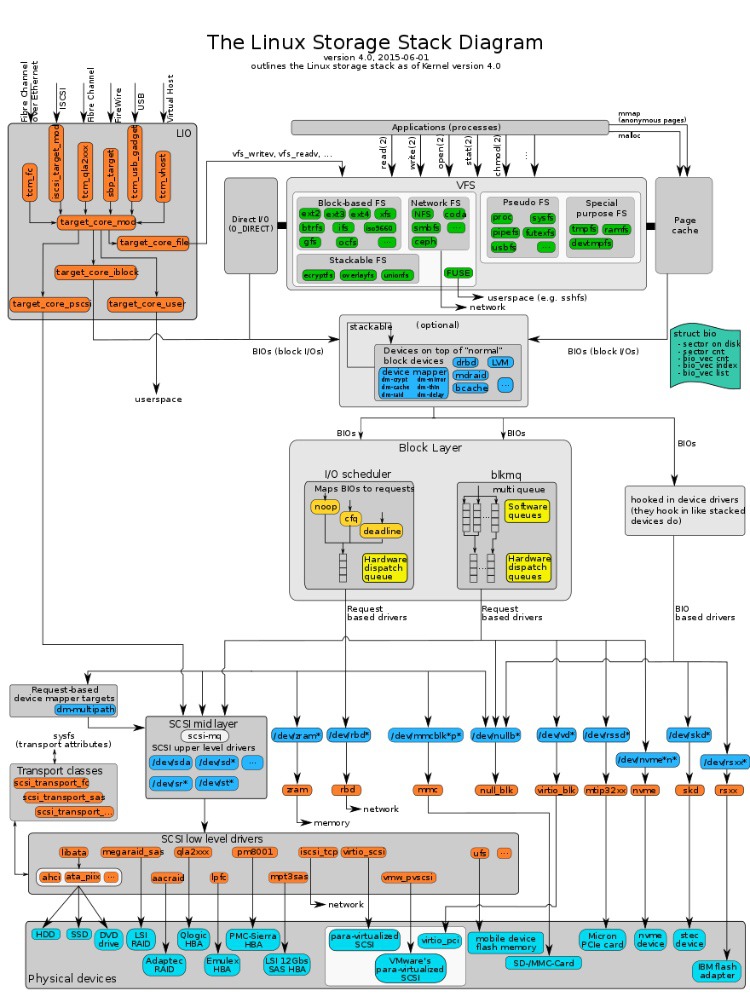 The Linux Storage Stack Diagram
version 4.0, 2015-06-01
outlines the Linux storage stack as of Kernel version 4.0
Fibre Channel
over Ethernet
ISCSI
Fibre Channel
FireWire
USB
Virtual Host
LIO
tcm_fc
iscsi_target_mod
tcm_qla2xxx
sbp_target
tcm_usb_gadget
tcm_vhost
target_core_mod
target_core_file
target_core_iblock
target_core_pscsi
target_core_user
vfs_writev, vfs_readv, ...
Applications (processes)
read(2)
write(2)
open(2)
stat(2)
chmod(2)
...
mmap
(anonymous pages)
malloc
VFS
Direct I/O
(O_DIRECT)
Block-based FS
ext2 ext3 ext4 xfs
btrfs ifs iso9660
gfs ocfs ...
Network FS
NFS coda
smbfs ...
ceph
Pseudo FS
proc sysfs
pipefs futexfs
usbfs ...
Special
purpose FS
tmpfs ramfs
devtmpfs
Page
cache
Stackable FS
ecryptfs overlayfs unionfs
FUSE
userspace (e.g. sshfs)
network
stackable
(optional)
struct bio
- sector on disk
- sector cnt
- bio_vec cnt
- bio_vec index
- bio_vec list
BIOs (block I/Os)
BIOs (block I/Os)
Devices on top of "normal"
block devices
drbd
LVM
device mapper
dm-crypt dm-mirror
dm-cache dm-thin
dm-raid dm-delay
mdraid
bcache
...
userspace
BIOs
BIOs
BIOs
Block Layer
I/O scheduler
Maps BIOs to requests
noop
cfq
deadline
Hardware
dispatch
queue
blkmq
multi queue
Software
queues
Hardware
dispatch
queues
hooked in device drivers
(they hook in like stacked
devices do)
Request
based drivers
Request
based drivers
BIO
based drivers
Request-based
device mapper targets
dm-multipath
sysfs
(transport attributes)
SCSI mid layer
scsi-mq
SCSI upper level drivers
/dev/sda /dev/sd* ...
/dev/sr* /dev/st*
/dev/zram*
/dev/rbd*
/dev/mmcblk*p*
/dev/nullb*
/dev/vd*
/dev/rssd*
/dev/skd*
/dev/nvme*n*
/dev/rsxx*
Transport classes
scsi_transport_fc
scsi_transport_sas
scsi_transport_...
zram
rbd
mmc
null_blk
virtio_blk
mtip32xx
nvme
skd
rsxx
network
memory
SCSI low level drivers
libata
megaraid_sas
qla2xxx
pm8001
iscsi_tcp
virtio_scsi
ufs
...
ahci
ata_piix
...
aacraid
lpfc
mpt3sas
vmw_pvscsi
network
HDD
SSD
DVD
drive
LSI
RAID
Qlogic
HBA
PMC-Sierra
HBA
para-virtualized
SCSI
virtio_pci
mobile device
flash memory
Micron
PCIe card
nvme
device
stec
device
Adaptec
RAID
Emulex
HBA
LSI 12Gbs
SAS HBA
VMware's
para-virtualized
SCSI
SD-/MMC-Card
IBM flash
adapter
Physical devices